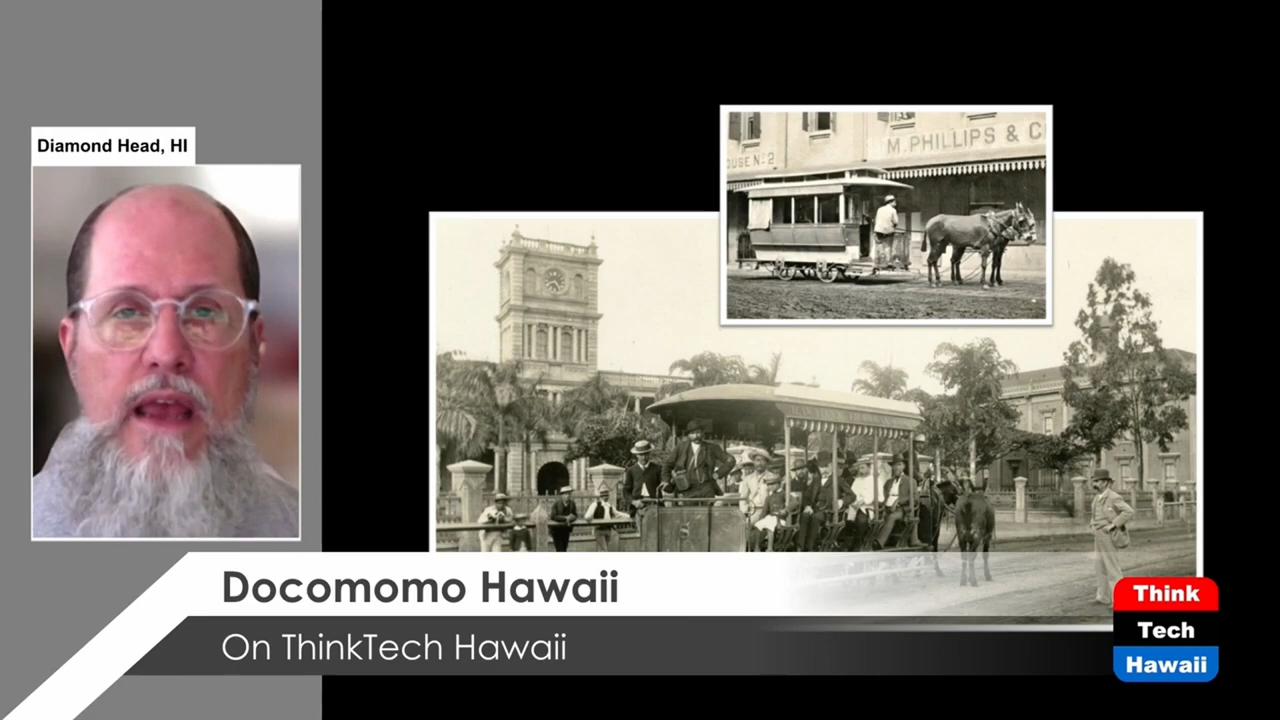 Diamond Head, HI
OUSE Nº 2
M. PHILLIPS & C
Docomomo Hawaii
On ThinkTech Hawaii
Think
Tech
Hawaii